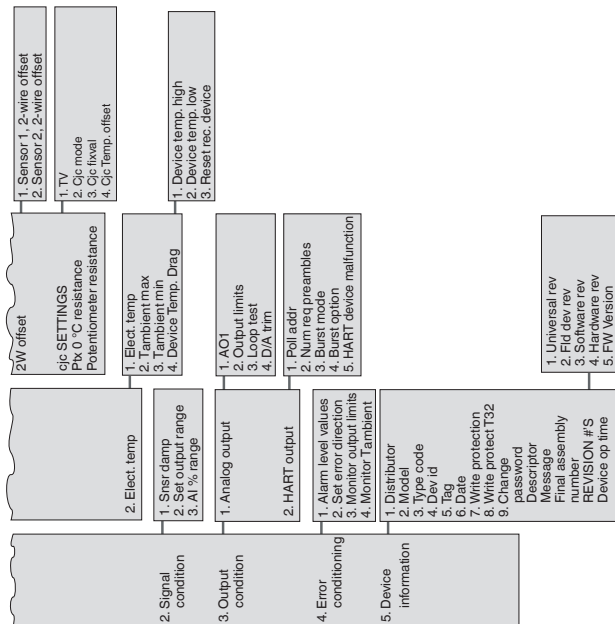 2. Signal
condition
3. Output
condition
4. Error
conditioning
5. Device
information
2. Elect. temp
1. Snsr damp
2. Set output range
3. AI % range
1. Analog output
2. HART output
1. Alarm level values
2. Set error direction
3. Monitor output limits
4. Monitor Tambient
1. Distributor
2. Model
3. Type code
4. Dev id
5. Tag
6. Date
7. Write protection
8. Write protect T32
9. Change
password
Descriptor
Message
Final assembly
number
REVISION #'S
Device op time
2W offset
cjc SETTINGS
Ptx 0 °C resistance
Potentiometer resistance
1. Elect. temp
2. Tambient max
3. Tambient min
4. Device Temp. Drag
1. AO1
2. Output limits
3. Loop test
4. D/A trim
1. Poll addr
2. Num req preambles
3. Burst mode
4. Burst option
5. HART device malfunction
1. Universal rev
2. Fld dev rev
3. Software rev
4. Hardware rev
5. FW Version
1. Sensor 1, 2-wire offset
2. Sensor 2, 2-wire offset
1. TV
2. Cjc mode
3. Cjc fixval
4. Cjc Temp. offset
1. Device temp. high
2. Device temp. low
3. Reset rec. device